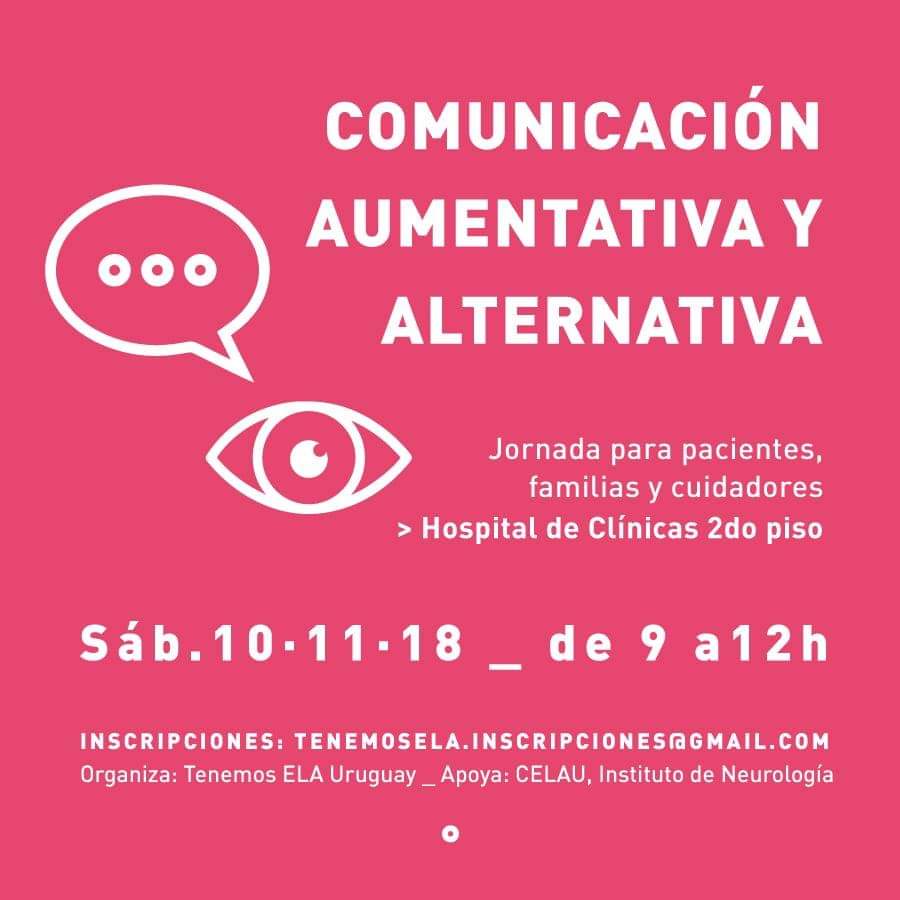 COMUNICACIÓN
AUMENTATIVA Y
ALTERNATIVA
Jornada para pacientes,
familias y cuidadores
> Hospital de Clínicas 2do piso
Sáb.10·11·18 _ de 9 a12h
INSCRIPCIONES: TENEMOSELA.INSCRIPCIONES@GMAIL.COM
Organiza: Tenemos ELA Uruguay _ Apoya: CELAU, Instituto de Neurología